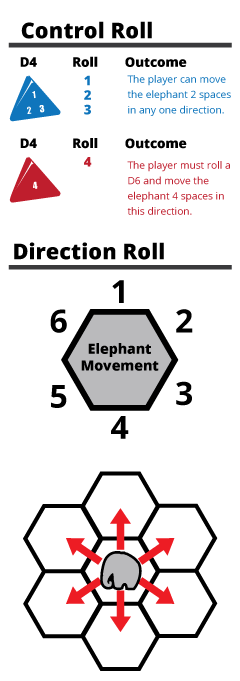 Control Roll
D4 Roll Outcome
1
2
3
1
2 3
The player can move
the elephant 2 spaces
in any one direction.
D4 Roll Outcome
4
4
The player must roll a
D6 and move the
elephant 4 spaces in
this direction.
Direction Roll
1
6 2
Elephant
Movement
5 3
4